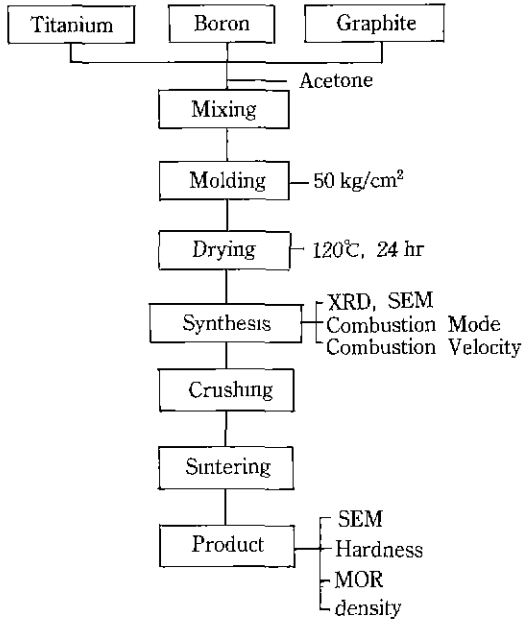 Titanium Boron Graphite
Acetone
Mixing
Molding 50 kg/cm²
Drying 120℃, 24 hr
XRD, SEM
Synthesis Combustion Mode
Combustion Velocity
Crushing
Sintering
SEM
Product Hardness
MOR
density